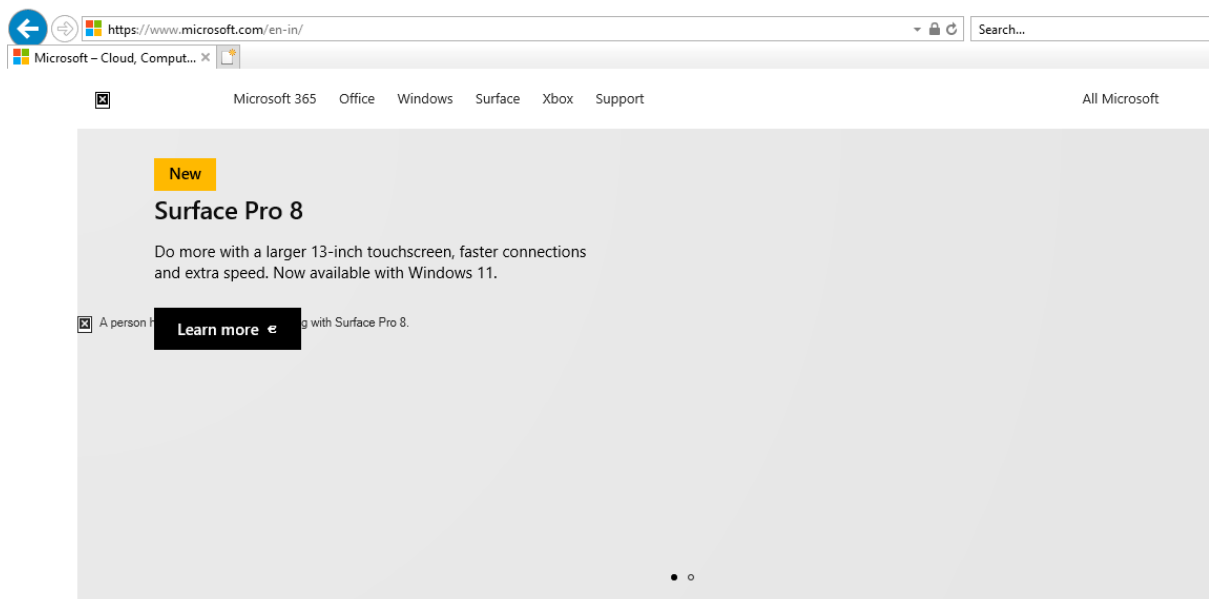 https://www.microsoft.com/en-in/
Search...
Microsoft – Cloud, Comput...
Microsoft 365 Office Windows Surface Xbox Support All Microsoft
New
Surface Pro 8
Do more with a larger 13-inch touchscreen, faster connections
and extra speed. Now available with Windows 11.
A person with Surface Pro 8.
Learn more